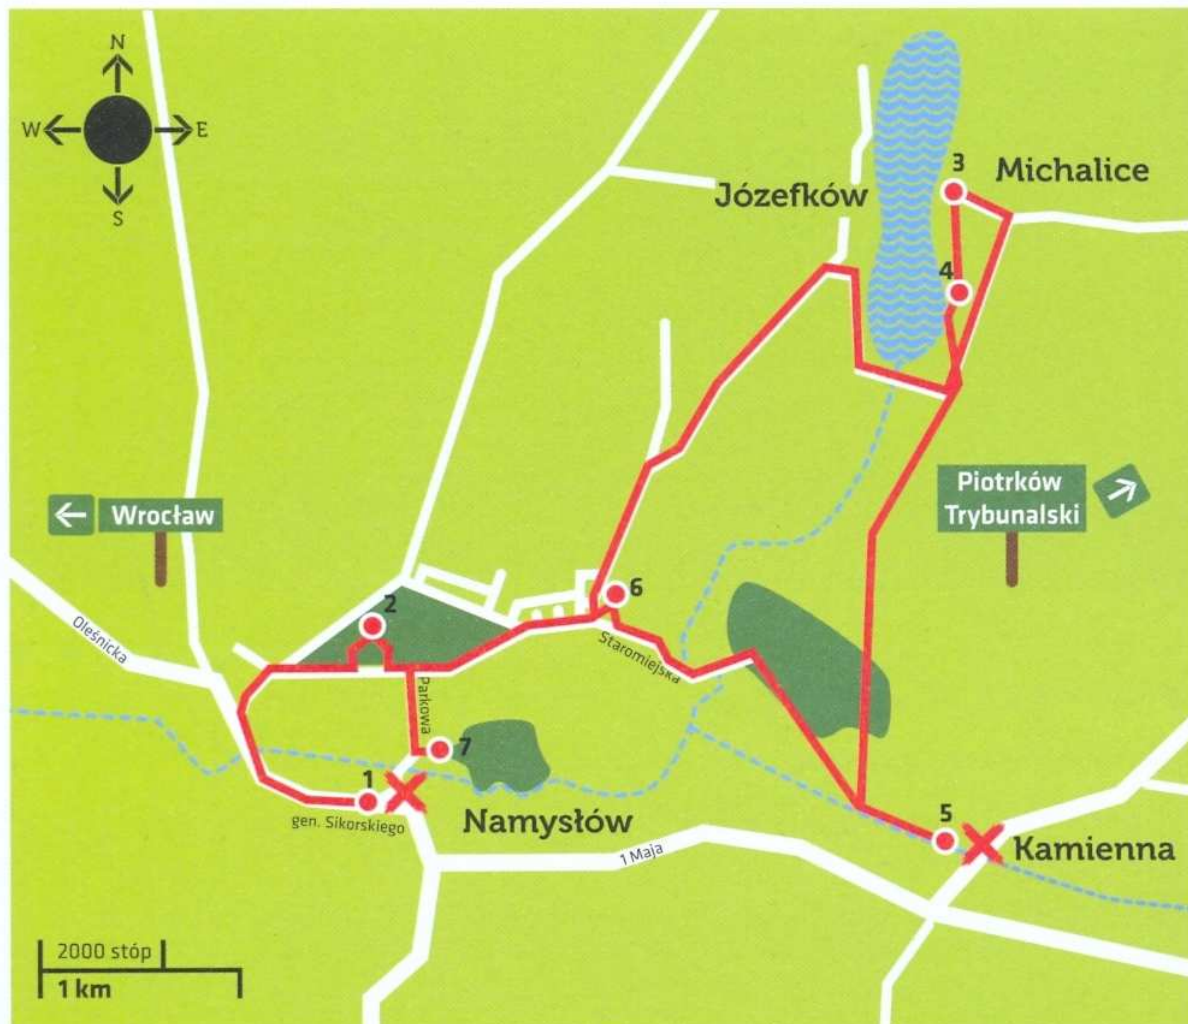 N
W E
S
3
Michalice
Józefków
4
Piotrków
Trybunalski
Wrocław
6
2
Oleśnicka
Staromiejska
Parkowa
7
1
gen. Sikorskiego
Namysłów
5
Kamienna
1 Maja
2000 stóp
1 km